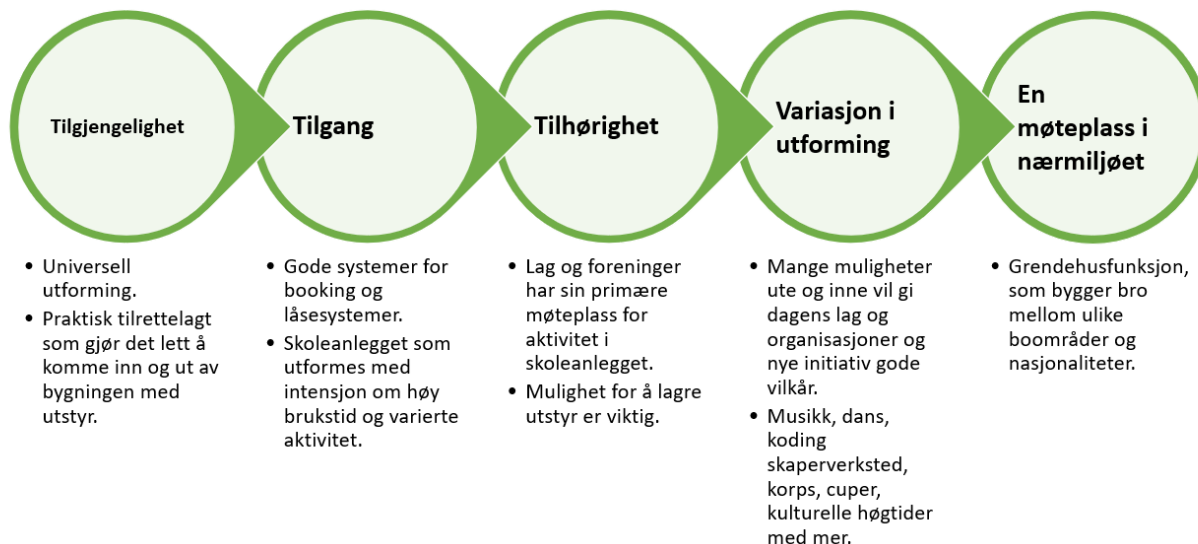 Tilgjengelighet
Tilgang
Tilhørighet
Variasjon i
utforming
En
møteplass i
nærmiljøet
• Universell
utforming.
• Praktisk tilrettelagt
som gjør det lett å
komme inn og ut av
bygningen med
utstyr.
• Gode systemer for
booking og
låsesystemer.
• Skoleanlegget som
utformes med
intensjon om høy
brukstid og varierte
aktivitet.
• Lag og foreninger
har sin primære
møteplass for
aktivitet i
skoleanlegget.
• Mulighet for å lagre
utstyr er viktig.
• Mange muligheter
ute og inne vil gi
dagens lag og
organisasjoner og
nye initiativ gode
vilkår.
• Musikk, dans,
koding
skaperverksted,
korps, cuper,
kulturelle høgtider
med mer.
• Grendehusfunksjon,
som bygger bro
mellom ulike
boområder og
nasjonaliteter.